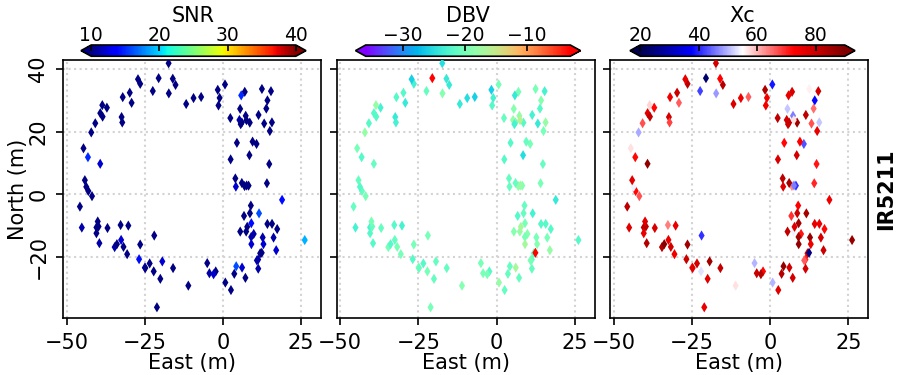 SNR DBV Xc
10 20 30 40 −30 −20 −10 20 40 60 80
North (m)
40
20
0
−20
−50 −25 0 25 −50 −25 0 25 −50 −25 0 25
East (m) East (m) East (m)
IR5211